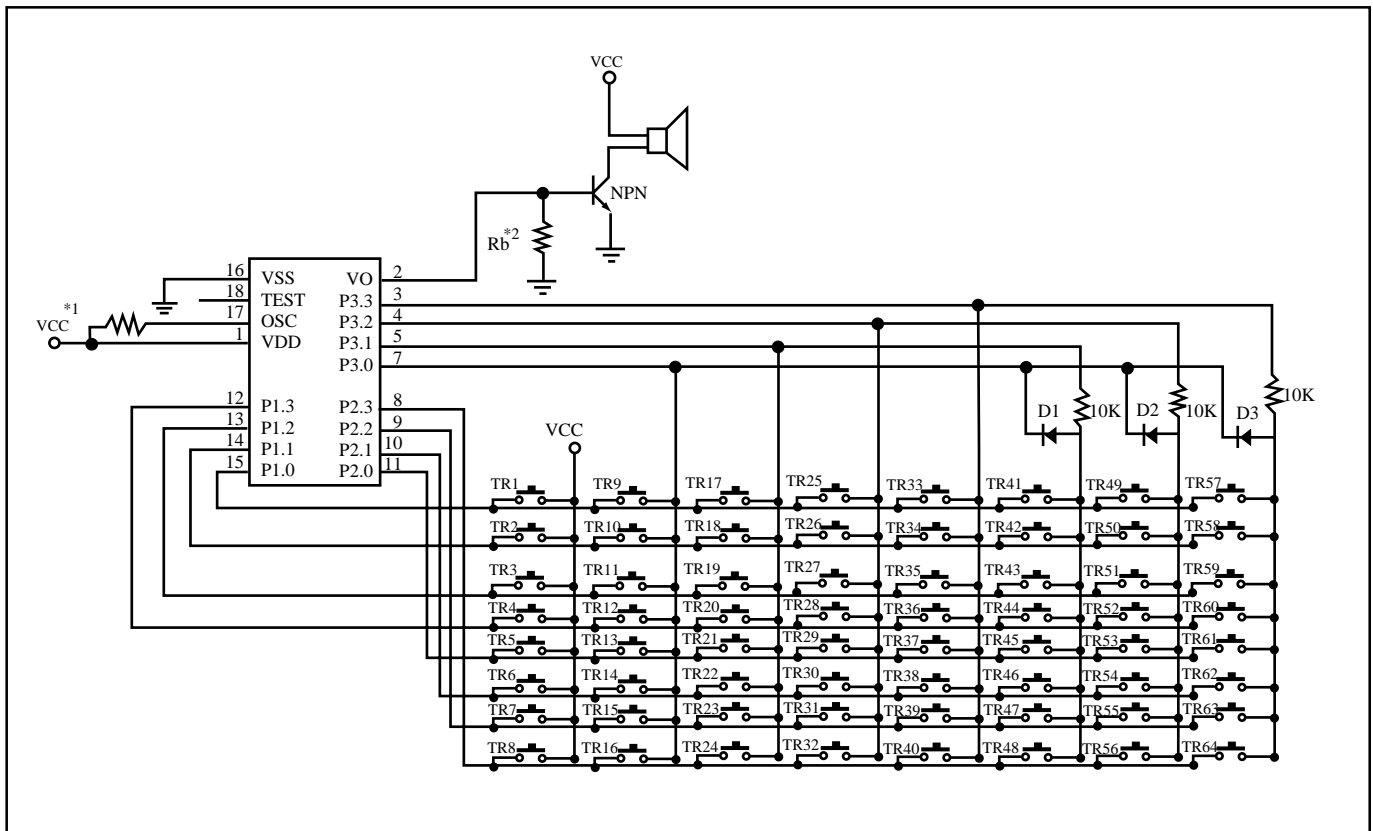 VCC
NPN
Rb*2
16 VSS VO 2
18 TEST P3.3 3
17 OSC P3.2 4
1 VDD P3.1 5
P3.0 7
*1
VCC
12 P1.3 P2.3 8
13 P1.2 P2.2 9
14 P1.1 P2.1 10
15 P1.0 P2.0 11
VCC
D1 10K D2 10K D3 10K
TR1 TR9 TR17 TR25 TR33 TR41 TR49 TR57
TR2 TR10 TR18 TR26 TR34 TR42 TR50 TR58
TR3 TR11 TR19 TR27 TR35 TR43 TR51 TR59
TR4 TR12 TR20 TR28 TR36 TR44 TR52 TR60
TR5 TR13 TR21 TR29 TR37 TR45 TR53 TR61
TR6 TR14 TR22 TR30 TR38 TR46 TR54 TR62
TR7 TR15 TR23 TR31 TR39 TR47 TR55 TR63
TR8 TR16 TR24 TR32 TR40 TR48 TR56 TR64